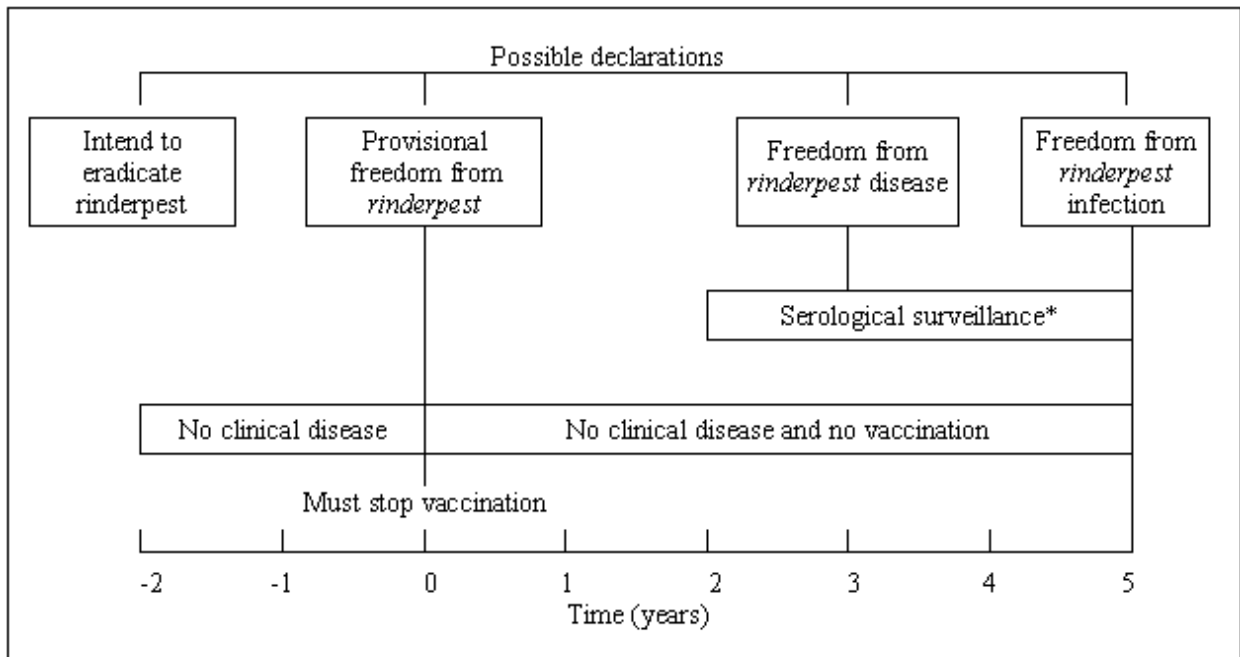 Possible declarations
Intend to
eradicate
rinderpest
Provisional
freedom from
rinderpest
Freedom from
rinderpest disease
Freedom from
rinderpest
infection
Serological surveillance*
No clinical disease
No clinical disease and no vaccination
Must stop vaccination
-2 -1 0 1 2 3 4 5
Time (years)